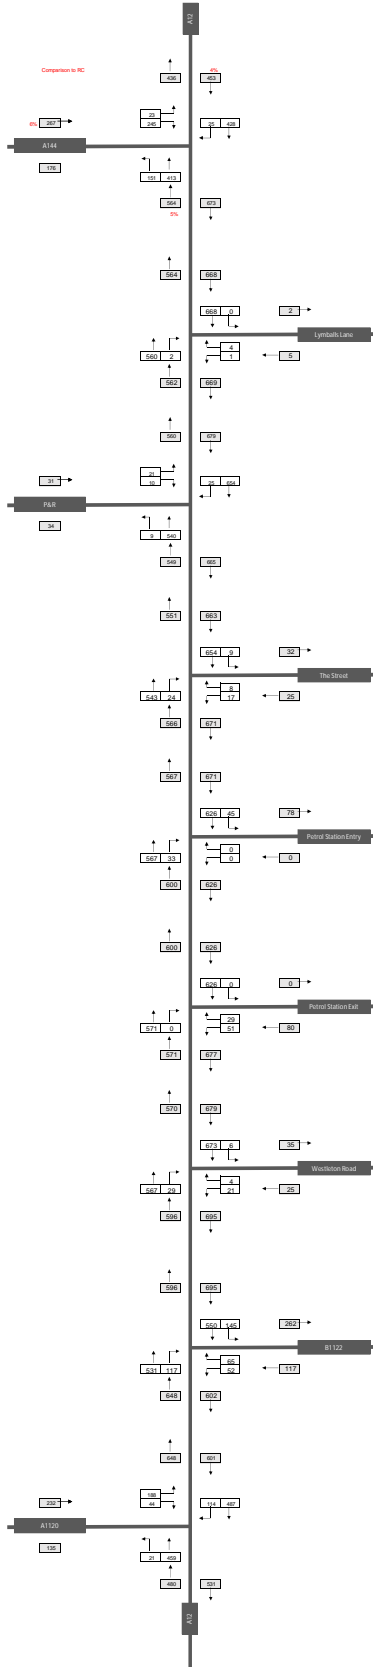 A12
Comparison to RC
4%
436 453
6% 267
23
245 25 428
A144
176
151 413
564 673
5%
564 668
668 0 2
Lymballs Lane
560 2 4
1 5
562 669
560 679
31
21
10 25 654
P&R
34
9 540
549 665
551 663
654 9 32
The Street
543 24 8
17 25
566 671
567 671
626 45 78
Petrol Station Entry
567 33 0
0 0
600 626
600 626
626 0 0
Petrol Station Exit
571 0 29
51 80
571 677
570 679
673 6 35
Westleton Road
567 29 4
21 25
596 695
596 695
550 145 262
B1122
531 117 65
52 117
648 602
648 601
232
188
44 114 487
A1120
135
21 459
480 531
A12